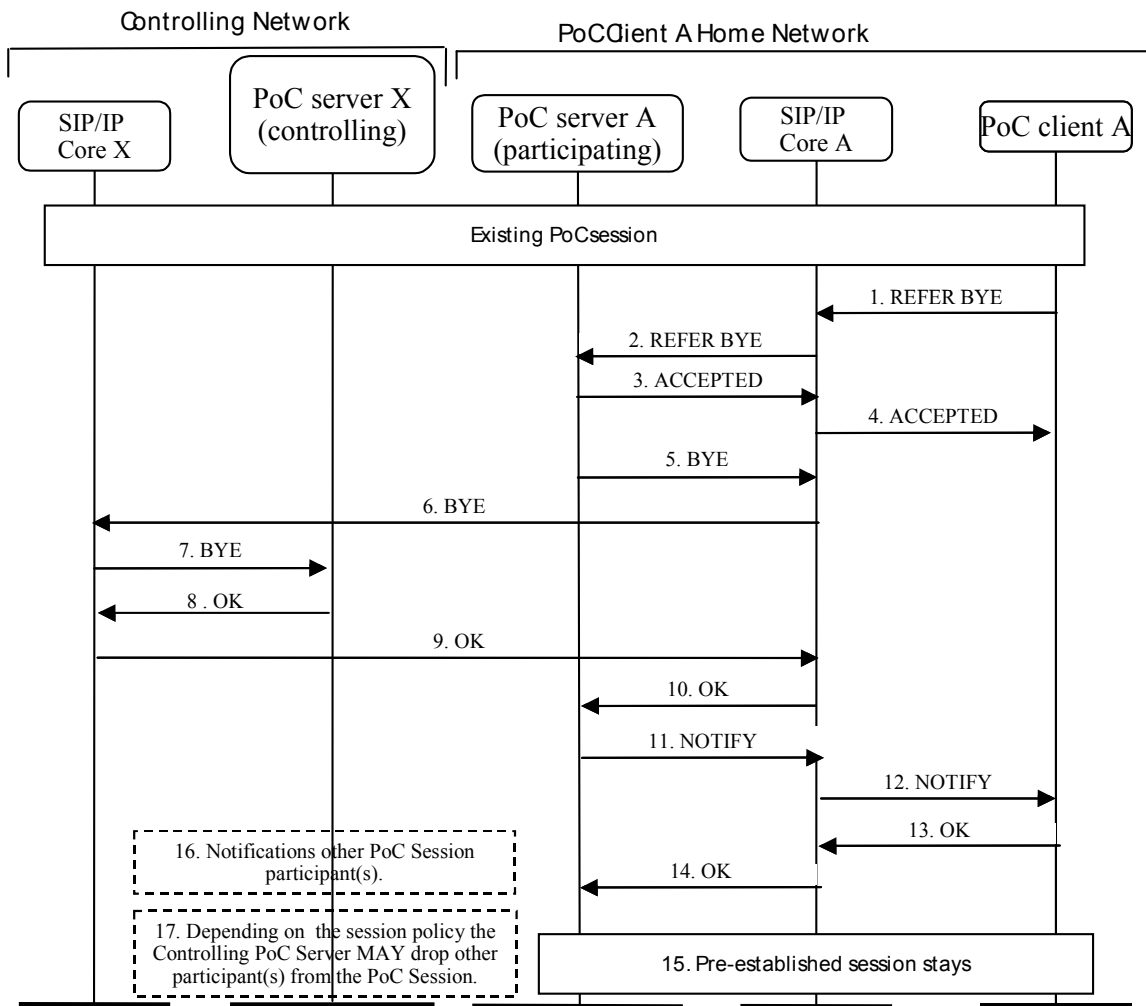 Controlling Network
PoCClient A Home Network
SIP/IP
Core X
PoC server X
(controlling)
PoC server A
(participating)
SIP/IP
Core A
PoC client A
Existing PoCsession
1. REFER BYE
2. REFER BYE
3. ACCEPTED
4. ACCEPTED
5. BYE
6. BYE
7. BYE
8 . OK
9. OK
10. OK
11. NOTIFY
12. NOTIFY
13. OK
14. OK
16. Notifications other PoC Session
participant(s).
17. Depending on the session policy the
Controlling PoC Server MAY drop other
participant(s) from the PoC Session.
15. Pre-established session stays